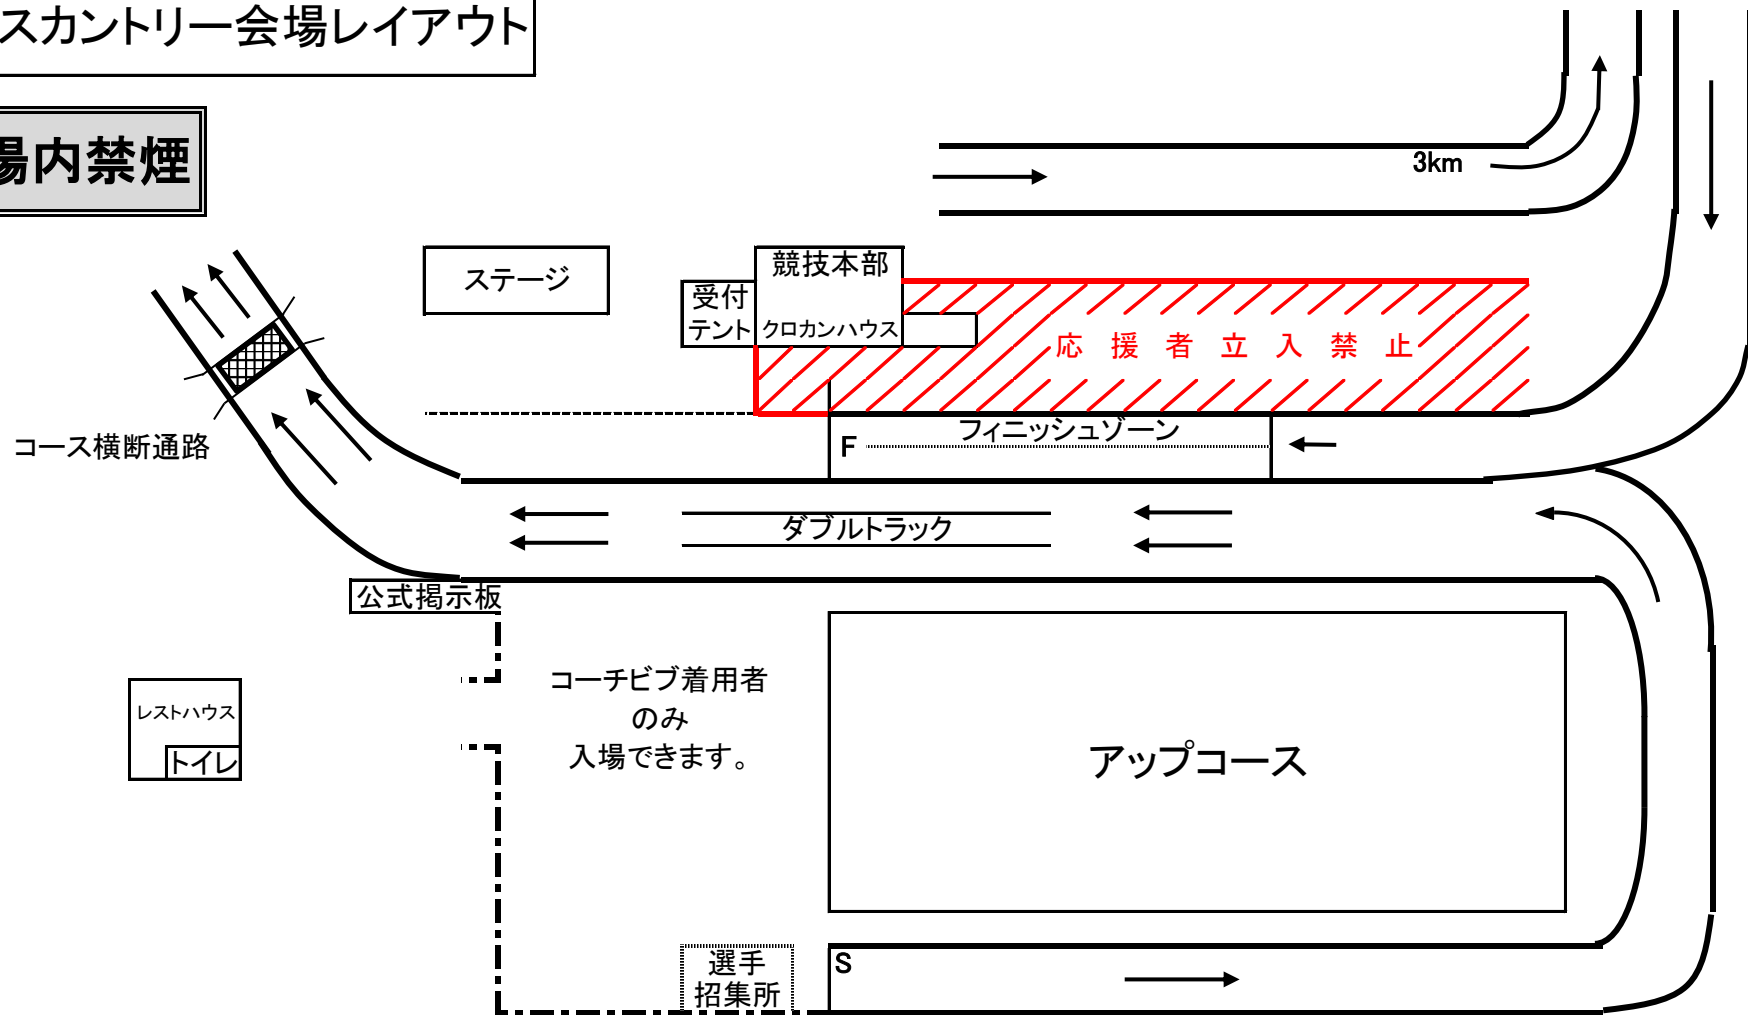 スカントリー会場レイアウト
場内禁煙
3km
ステージ
競技本部
クロカンハウス
受付
テント
応援者立入禁止
フィニッシュゾーン
F
コース横断通路
ダブルトラック
公式掲示板
コーチビブ着用者
のみ
入場できます。
レストハウス
トイレ
アップコース
選手
招集所
S